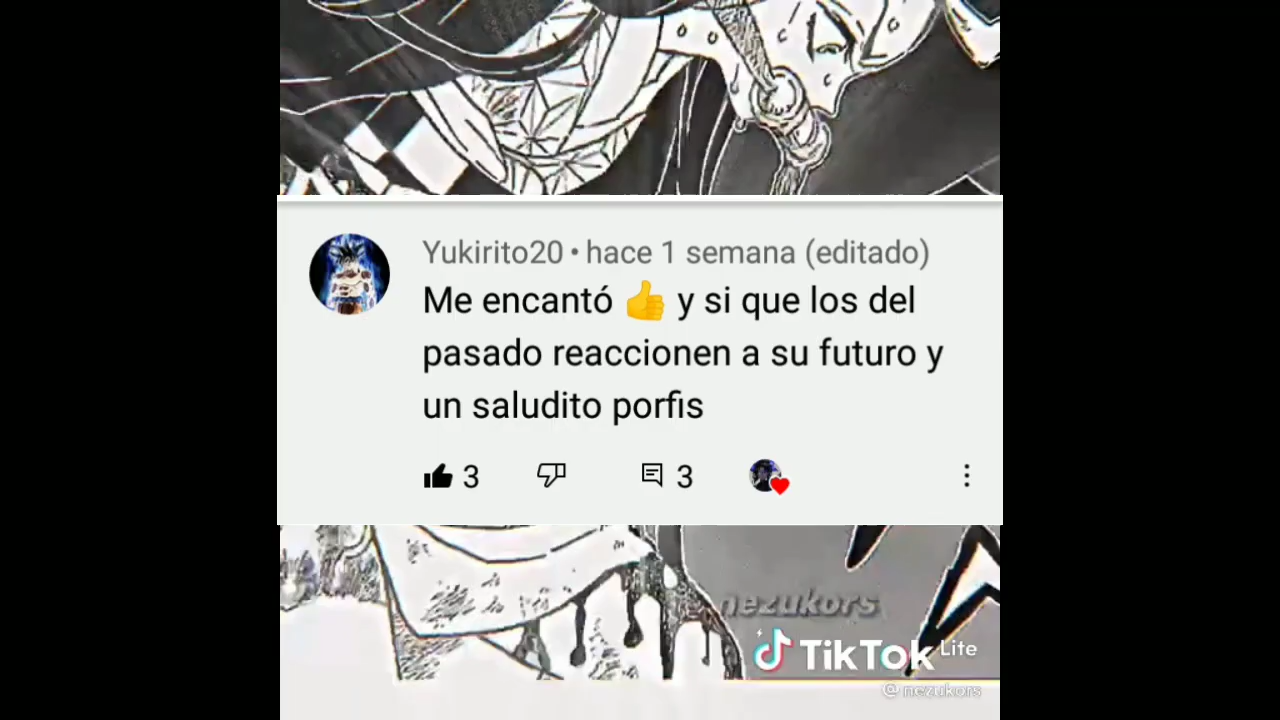 Yukirito20 • hace 1 semana (editado)
Me encantó 👍 y si que los del
pasado reaccionen a su futuro y
un saludito porfis
3
3
nezukors
TikTok Lite
@nezukors